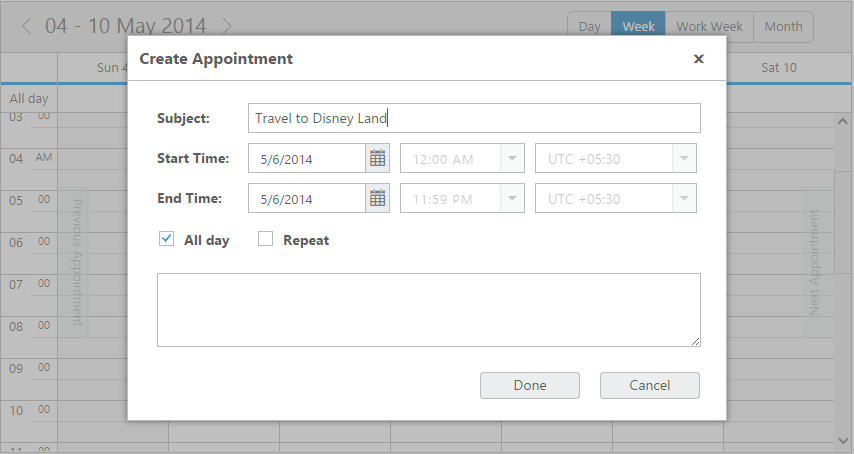 04 - 10 May 2014
Day Week Work Week Month
Sun 4 Sat 10
All day
Create Appointment
Subject: Travel to Disney Land
Start Time: 5/6/2014 12:00 AM UTC +05:30
End Time: 5/6/2014 11:59 PM UTC +05:30
All day Repeat
Done Cancel
03 00
04 AM
05 00
06 00
07 00
08 00
09 00
10 00
11 00
Previous Appointment
Next Appointment